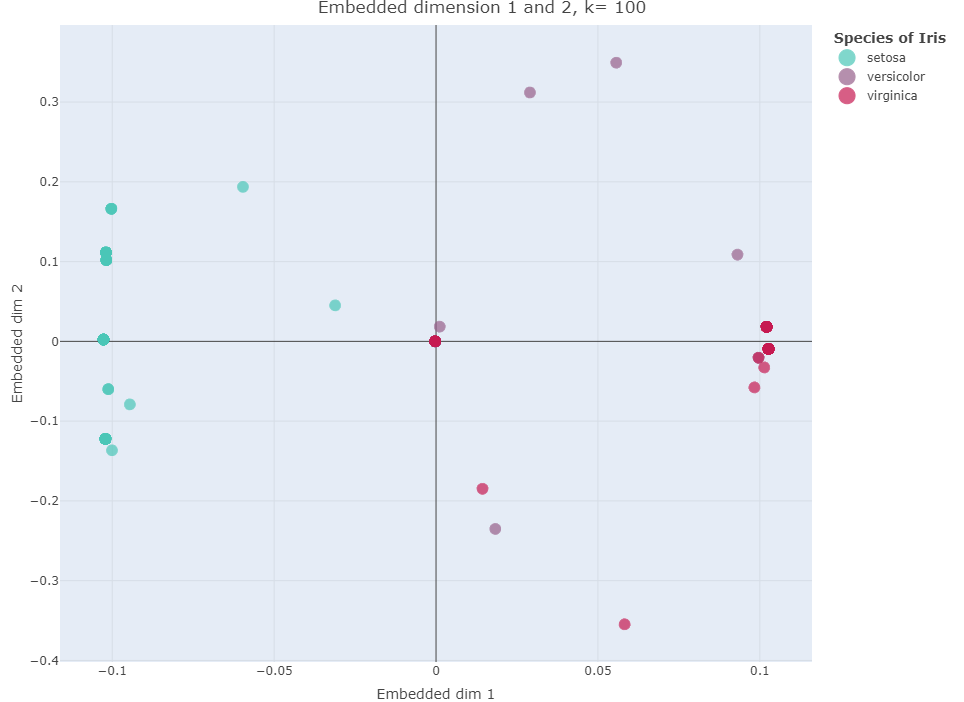 Embedded dimension 1 and 2, k= 100
Species of Iris
setosa
versicolor
virginica
0.3
0.2
0.1
0
−0.1
−0.2
−0.3
−0.4
Embedded dim 2
−0.1
−0.05
0
0.05
0.1
Embedded dim 1